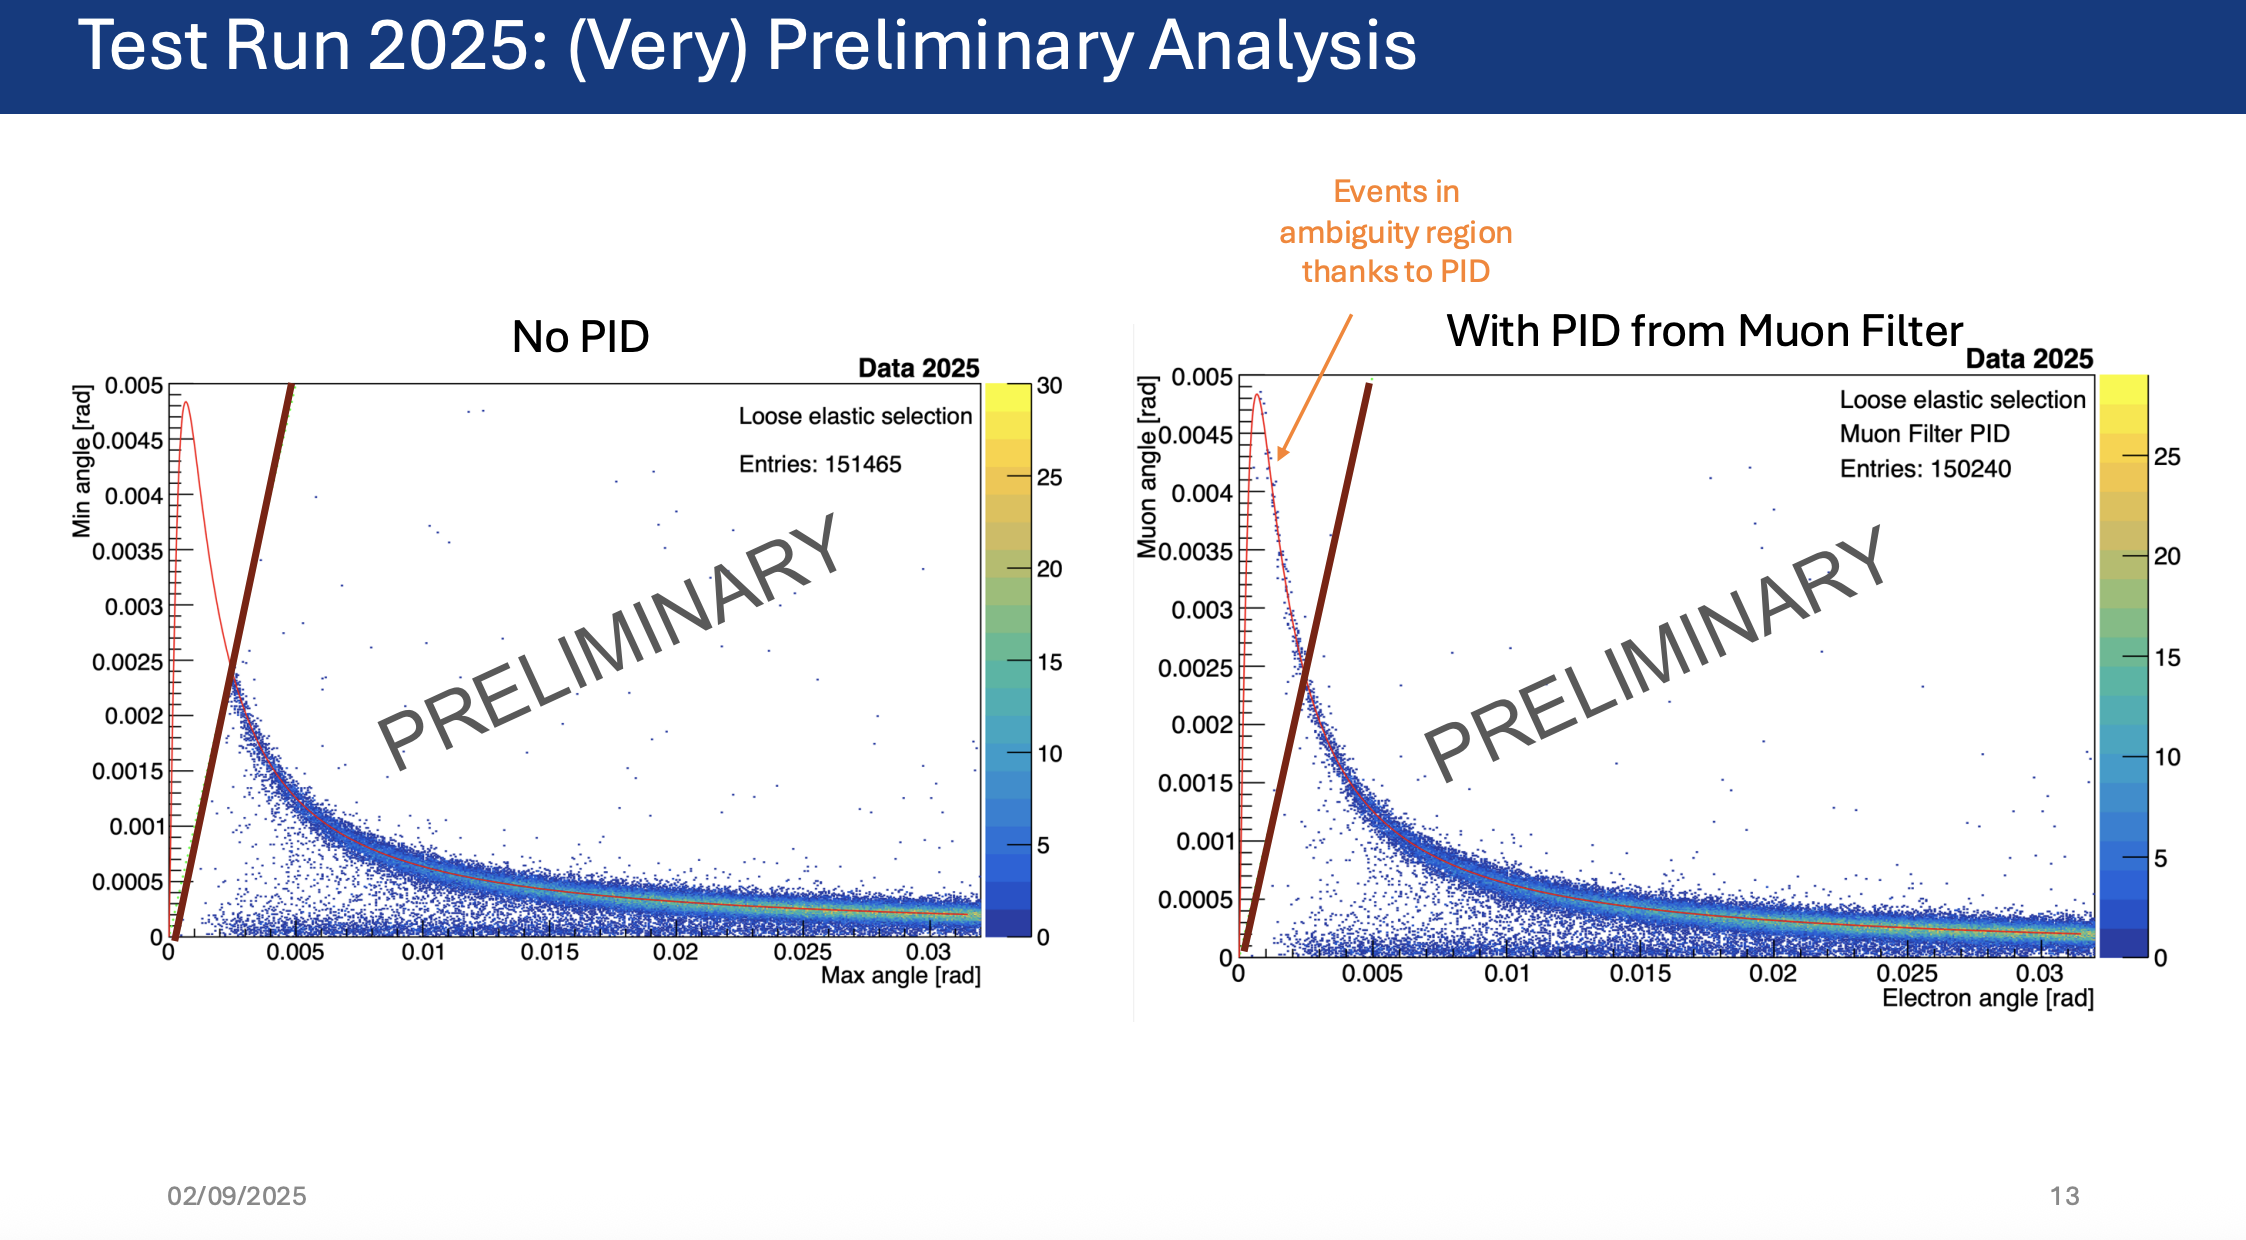 Test Run 2025: (Very) Preliminary Analysis
Events in
ambiguity region
thanks to PID
No PID
Data 2025
Min angle [rad]
0.005
0.0045
0.004
0.0035
0.003
0.0025
0.002
0.0015
0.001
0.0005
0
Loose elastic selection
Entries: 151465
PRELIMINARY
0
0.005
0.01
0.015
0.02
0.025
0.03
Max angle [rad]
30
25
20
15
10
5
0
With PID from Muon Filter
Data 2025
Muon angle [rad]
0.005
0.0045
0.004
0.0035
0.003
0.0025
0.002
0.0015
0.001
0.0005
0
Loose elastic selection
Muon Filter PID
Entries: 150240
PRELIMINARY
0
0.005
0.01
0.015
0.02
0.025
0.03
Electron angle [rad]
25
20
15
10
5
0
02/09/2025
13